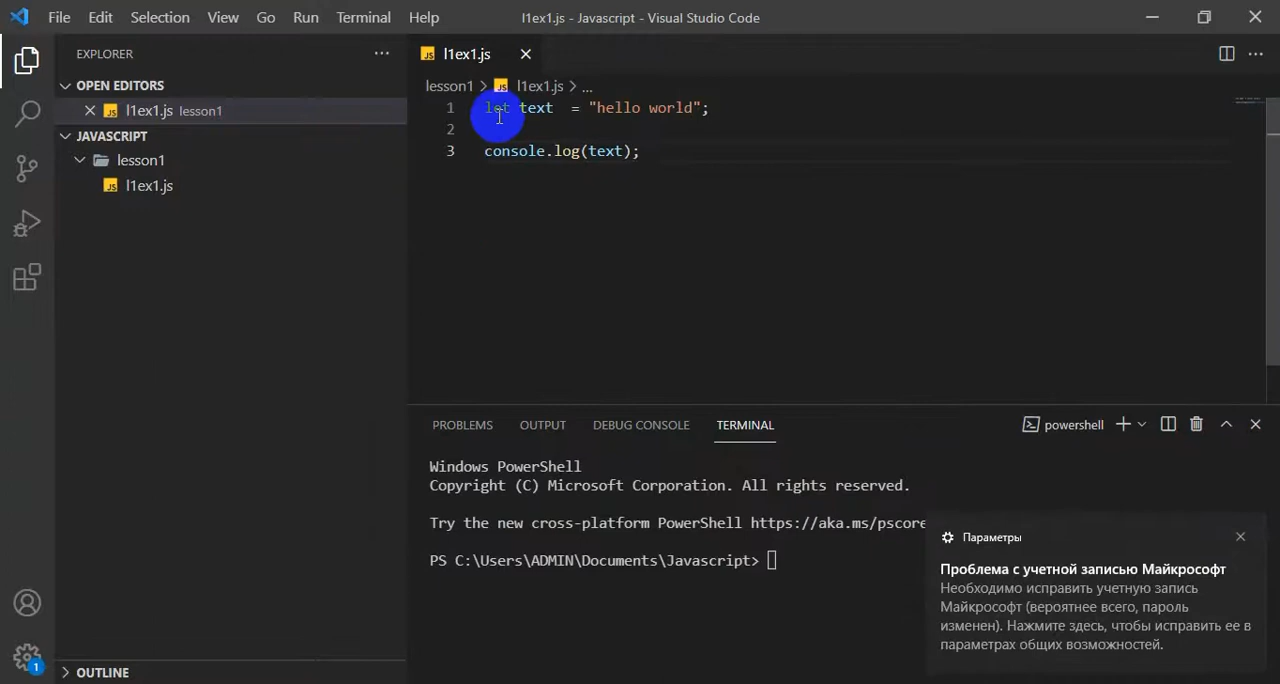 File Edit Selection View Go Run Terminal Help l1ex1.js - Javascript - Visual Studio Code
EXPLORER
OPEN EDITORS
l1ex1.js lesson1
JAVASCRIPT
lesson1
l1ex1.js
OUTLINE
1
l1ex1.js
lesson1 > l1ex1.js > ...
1 let text  = "hello world";
2
3 console.log(text);
PROBLEMS OUTPUT DEBUG CONSOLE TERMINAL powershell
Windows PowerShell
Copyright (C) Microsoft Corporation. All rights reserved.
Try the new cross-platform PowerShell https://aka.ms/pscore
PS C:\Users\ADMIN\Documents\Javascript>
Параметры
Проблема с учетной записью Майкрософт
Необходимо исправить учетную запись
Майкрософт (вероятнее всего, пароль
изменен). Нажмите здесь, чтобы исправить ее в
параметрах общих возможностей.